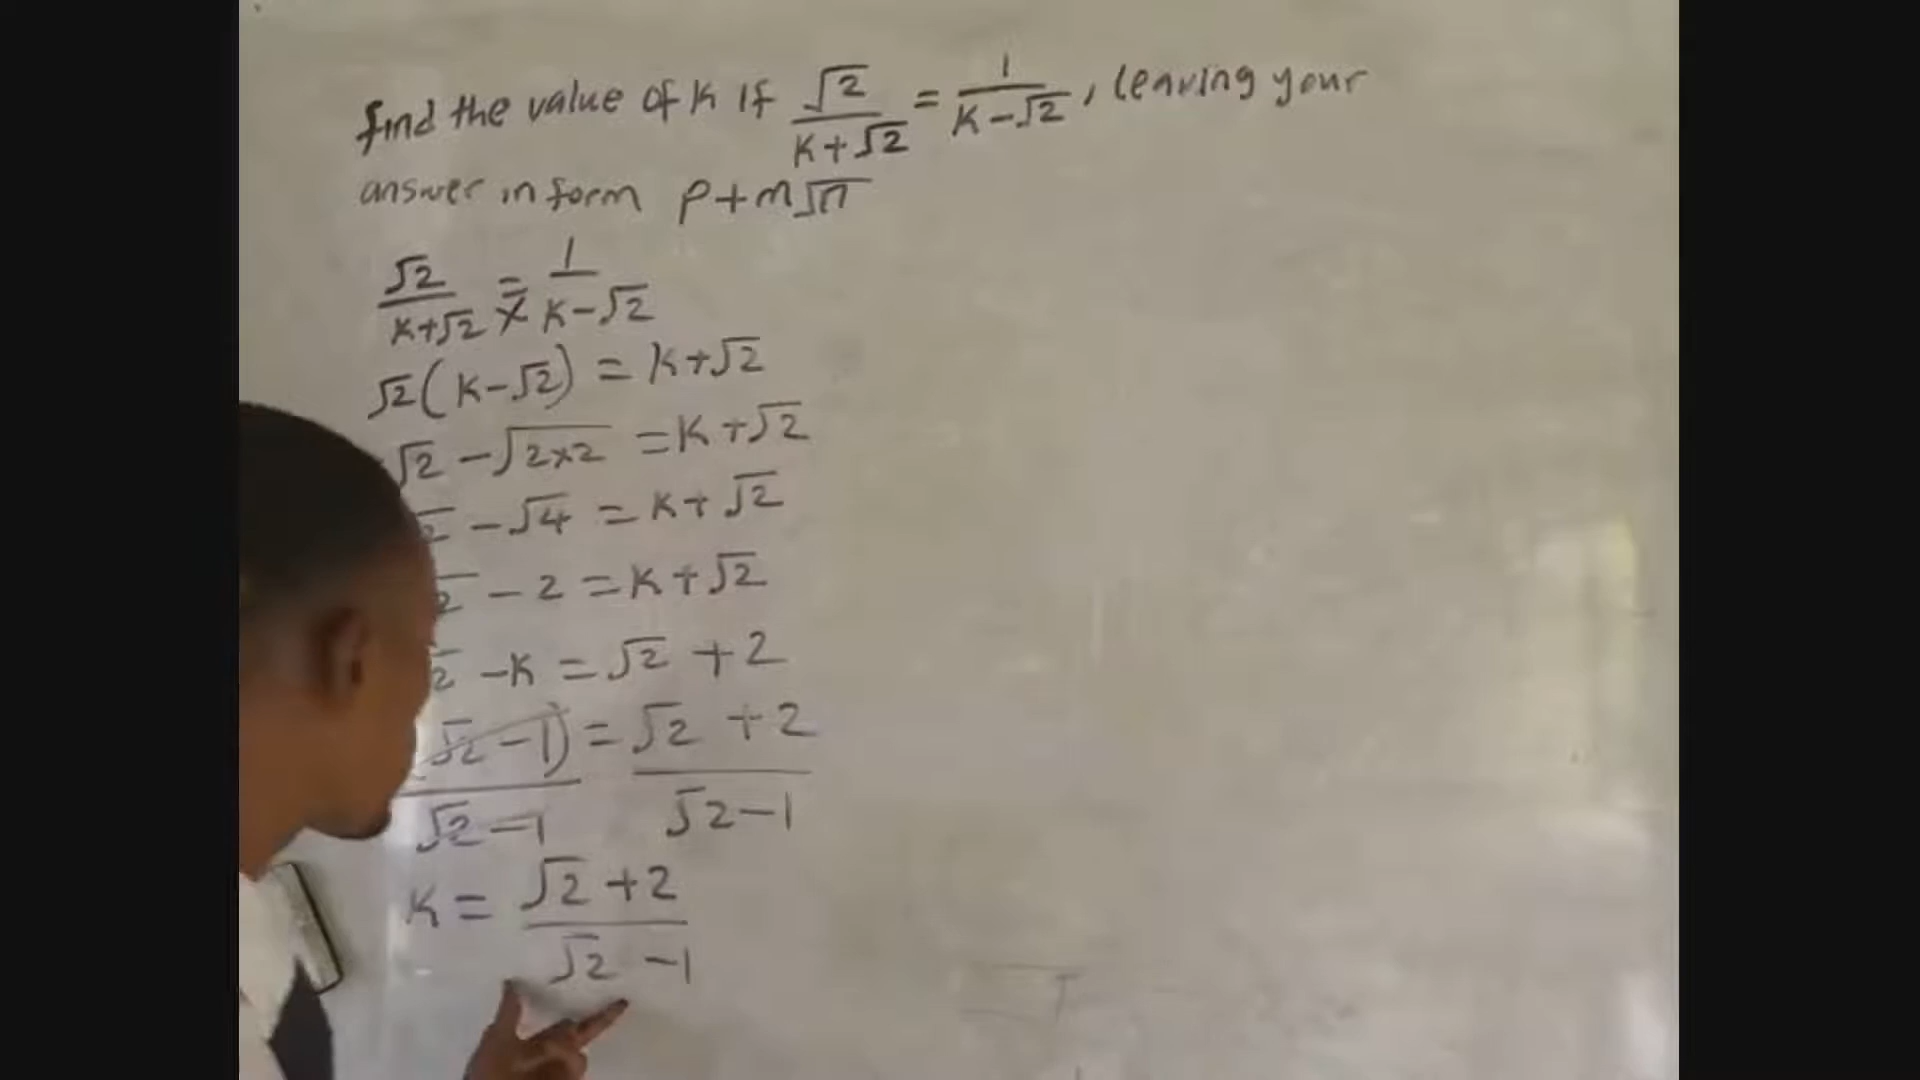 find the value of k if √2/(k+√2) = 1/(k-√2), leaving your
answer in form p+m√n
√2/(k+√2) = 1/(k-√2)
√2(k-√2) = k+√2
√2 - √(2×2) = k+√2
- √4 = k+√2
- 2 = k+√2
-k = √2 + 2
(√2 - 1)/(√2 - 1) = (√2 + 2)/(√2 - 1)
k = (√2 + 2)/(√2 - 1)